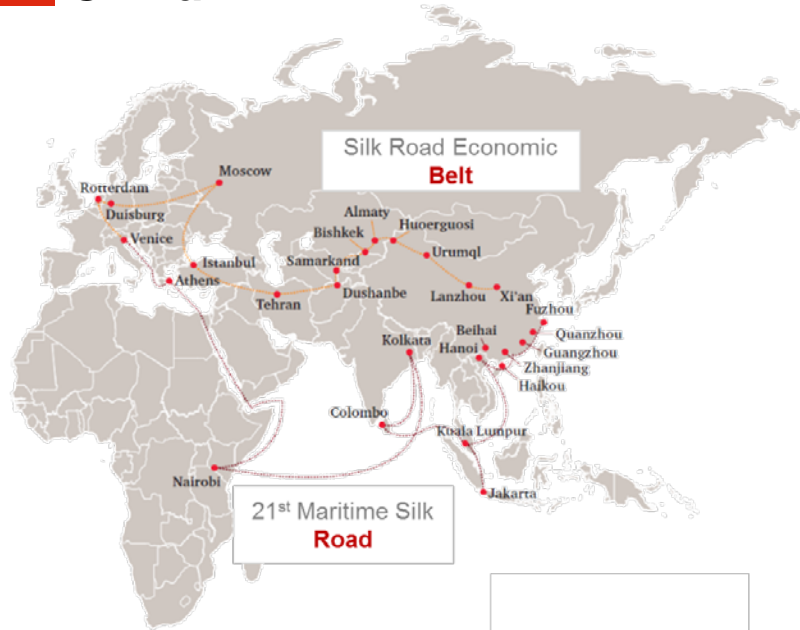 Silk Road Economic
Belt
Moscow
Rotterdam
Duisburg
Venice
Almaty
Huoerguosi
Bishkek
Urumql
Samarkand
Istanbul
Athens
Tehran
Dushanbe
Lanzhou
Xi'an
Fuzhou
Beihai
Quanzhou
Kolkata
Hanoi
Guangzhou
Zhanjiang
Haikou
Colombo
Kuala Lumpur
Nairobi
Jakarta
21st Maritime Silk
Road